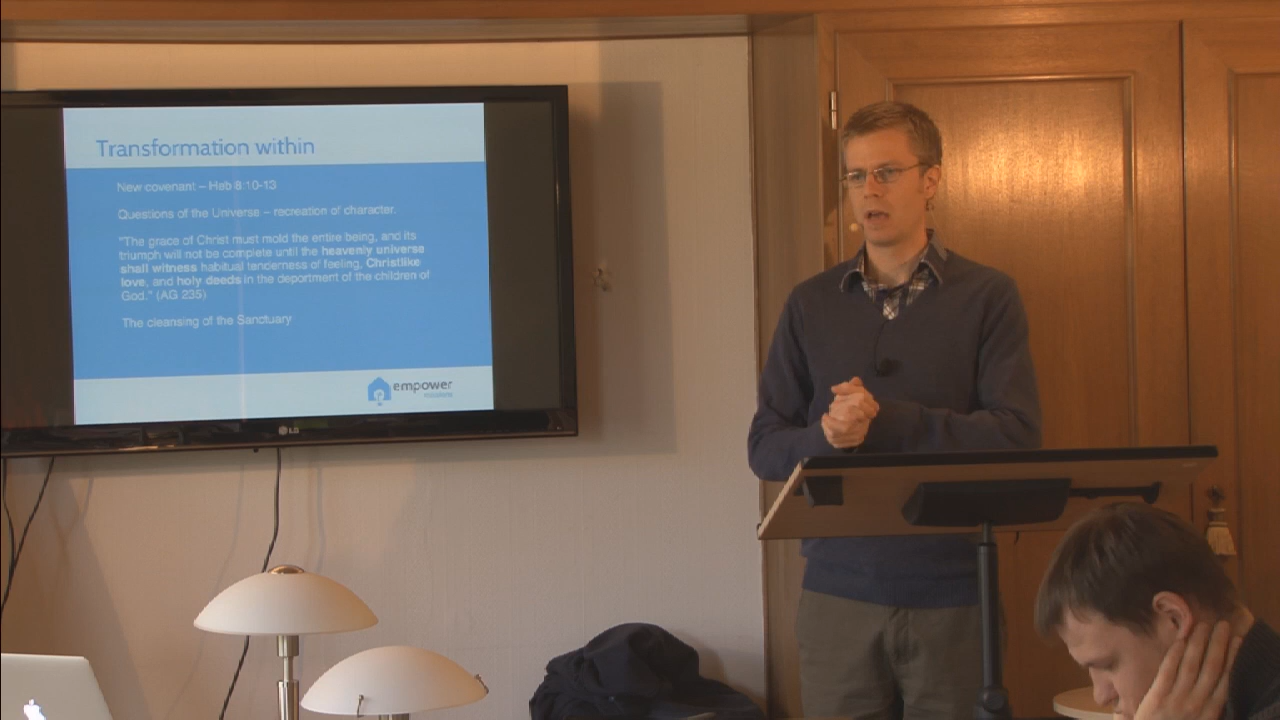 Transformation within
New covenant – Heb 8:10-13
Questions of the Universe – recreation of character.
"The grace of Christ must mold the entire being, and its
triumph will not be complete until the heavenly universe
shall witness habitual tenderness of feeling, Christlike
love, and holy deeds in the department of the children of
God." (AG 235)
The cleansing of the Sanctuary
empower
LG